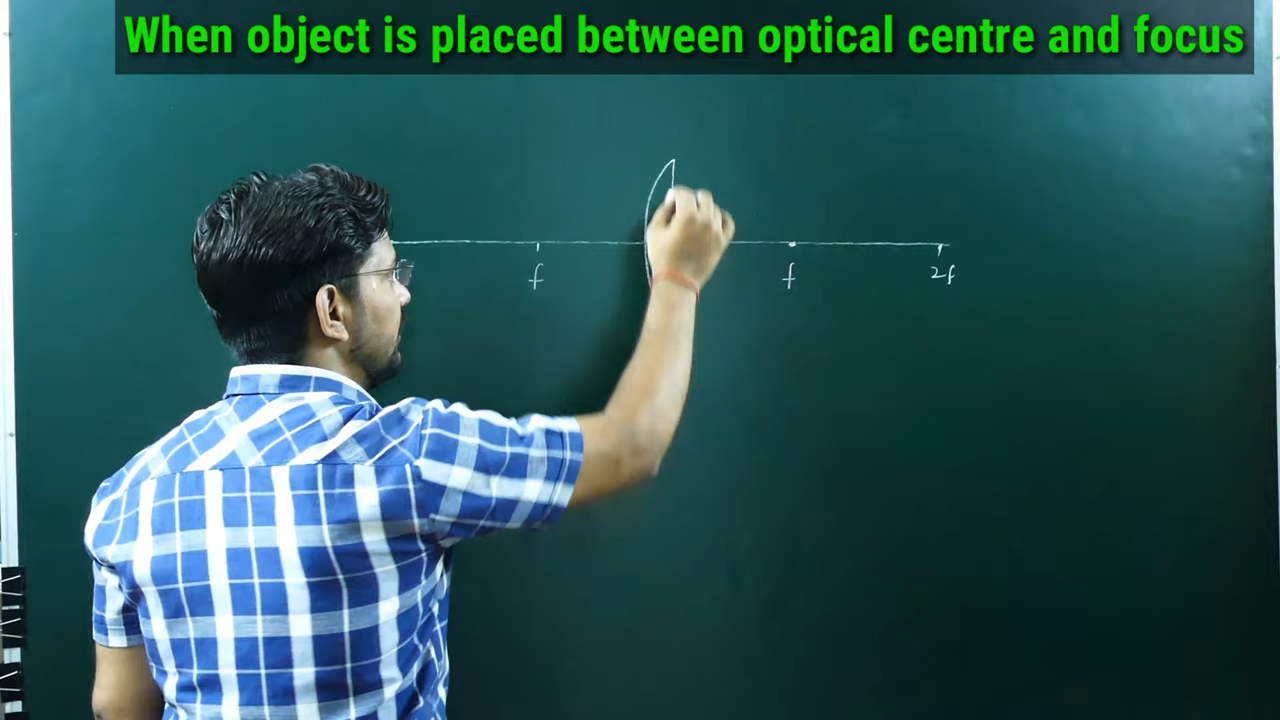 When object is placed between optical centre and focus
f f 2f